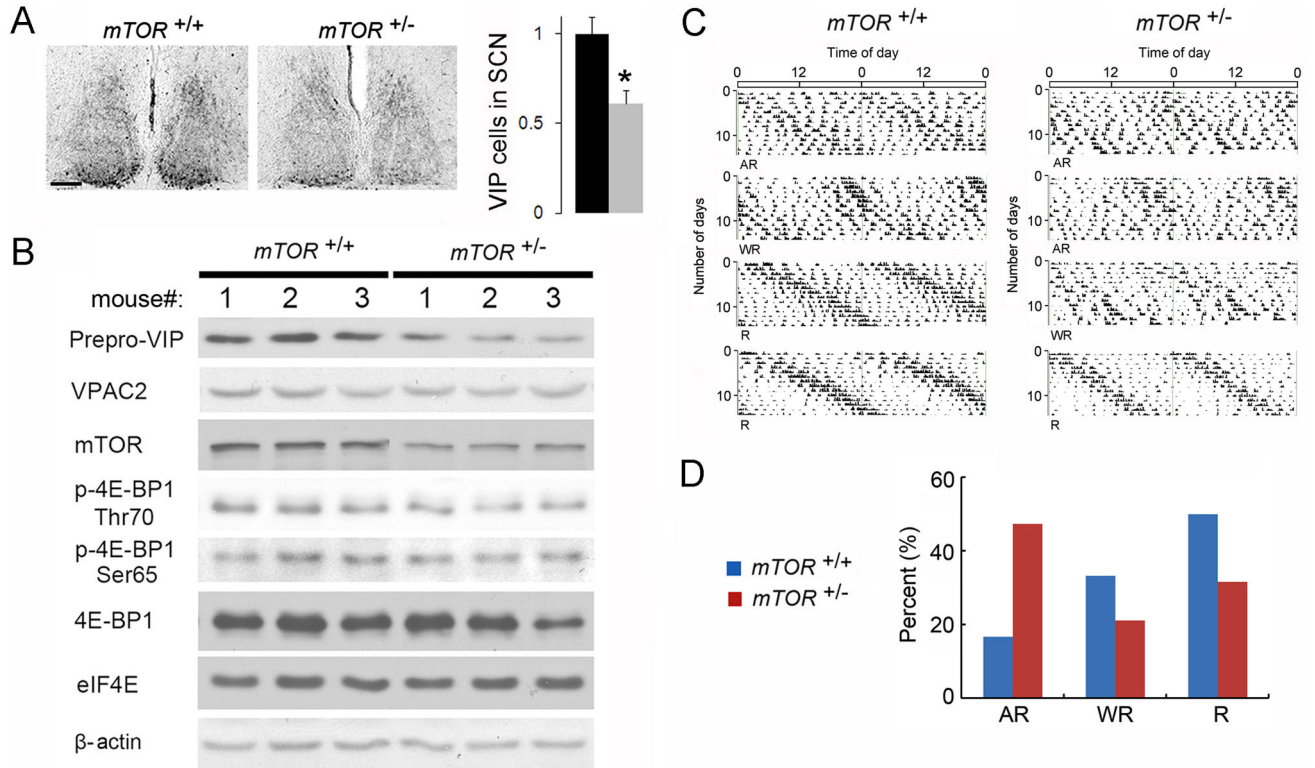 A
mTOR +/+
mTOR +/-
VIP cells in SCN
1
0.5
0
*
B
mTOR +/+
mTOR +/-
mouse#:
1 2 3 1 2 3
Prepro-VIP
VPAC2
mTOR
p-4E-BP1
Thr70
p-4E-BP1
Ser65
4E-BP1
eIF4E
β-actin
C
mTOR +/+
Time of day
0 12 0 12 0
Number of days
0
10
AR
0
10
WR
0
10
R
0
10
R
mTOR +/-
Time of day
0 12 0 12 0
Number of days
0
10
AR
0
10
AR
0
10
WR
0
10
R
D
mTOR +/+
mTOR +/-
Percent (%)
60
40
20
0
AR WR R